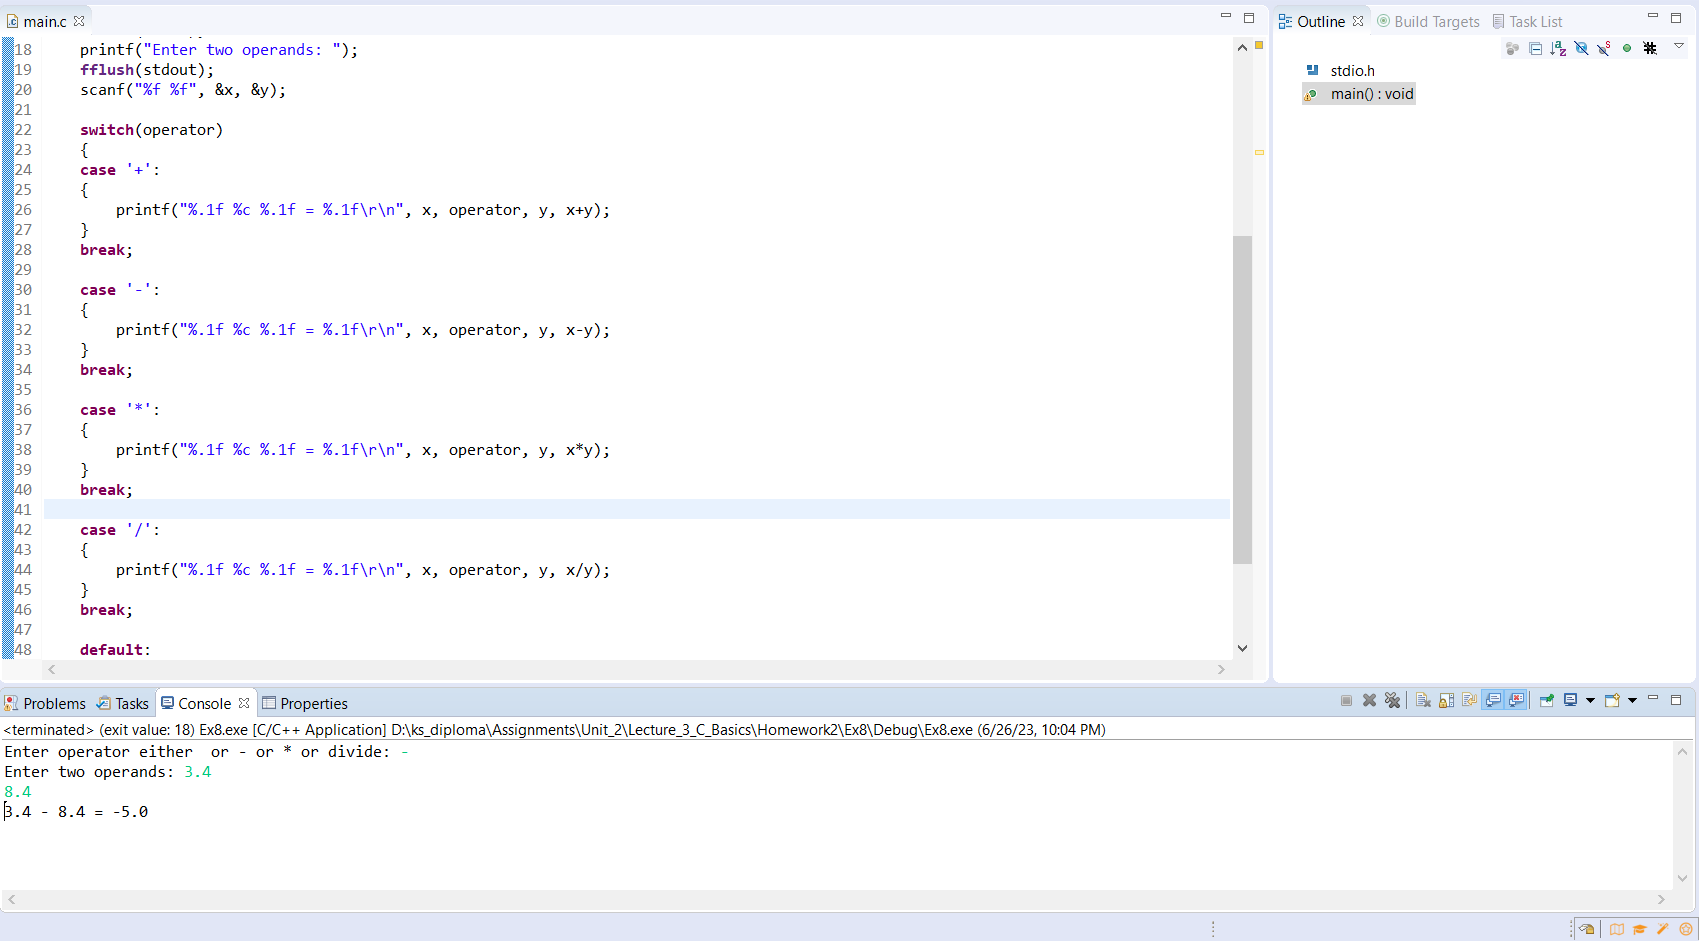 main.c
Outline Build Targets Task List
18 printf("Enter two operands: ");
19 fflush(stdout);
20 scanf("%f %f", &x, &y);
21
22 switch(operator)
23 {
24 case '+':
25 {
26 printf("%.1f %c %.1f = %.1f\r\n", x, operator, y, x+y);
27 }
28 break;
29
30 case '-':
31 {
32 printf("%.1f %c %.1f = %.1f\r\n", x, operator, y, x-y);
33 }
34 break;
35
36 case '*':
37 {
38 printf("%.1f %c %.1f = %.1f\r\n", x, operator, y, x*y);
39 }
40 break;
41
42 case '/':
43 {
44 printf("%.1f %c %.1f = %.1f\r\n", x, operator, y, x/y);
45 }
46 break;
47
48 default:
stdio.h
main() : void
Problems Tasks Console Properties
<terminated> (exit value: 18) Ex8.exe [C/C++ Application] D:\ks_diploma\Assignments\Unit_2\Lecture_3_C_Basics\Homework2\Ex8\Debug\Ex8.exe (6/26/23, 10:04 PM)
Enter operator either  or - or * or divide: -
Enter two operands: 3.4
8.4
3.4 - 8.4 = -5.0